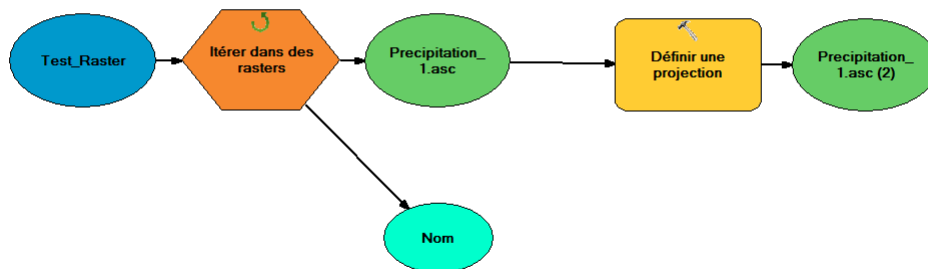 Test_Raster
Itérer dans des
rasters
Precipitation_
1.asc
Définir une
projection
Precipitation_
1.asc (2)
Nom